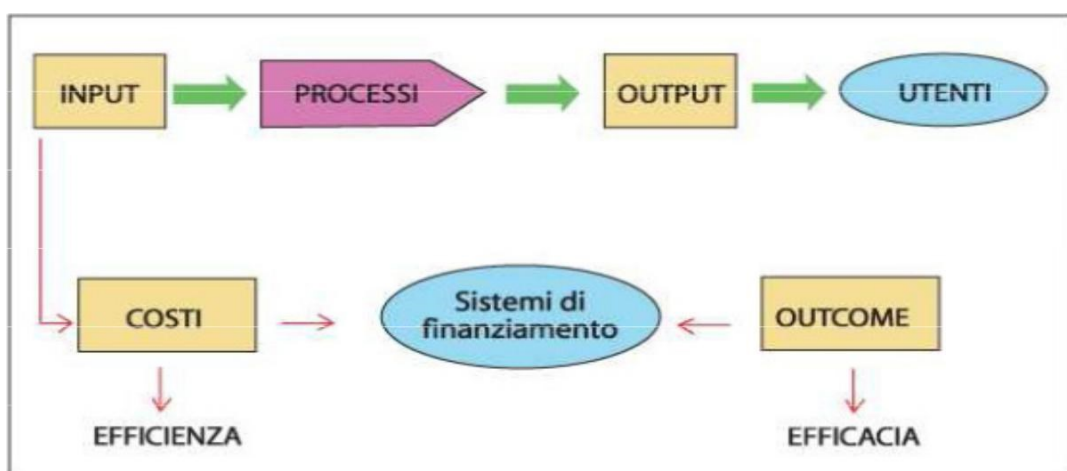 INPUT
PROCESSI
OUTPUT
UTENTI
COSTI
Sistemi di
finanziamento
OUTCOME
EFFICIENZA
EFFICACIA